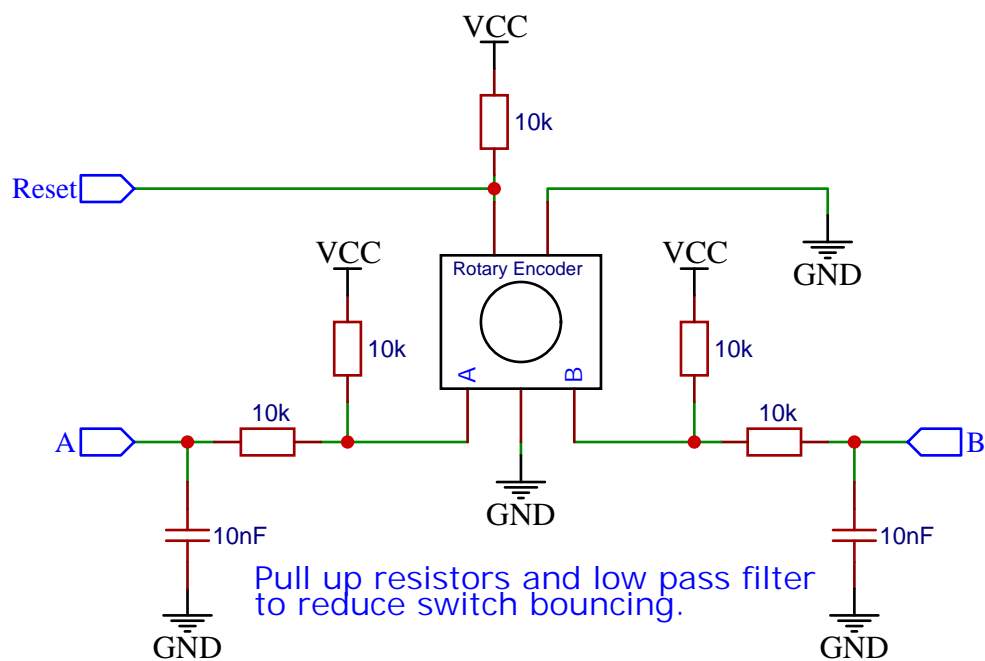 VCC
10k
Reset
VCC
VCC
GND
Rotary Encoder
10k
10k
A
B
10k
10k
A
B
GND
10nF
10nF
Pull up resistors and low pass filter
to reduce switch bouncing.
GND
GND